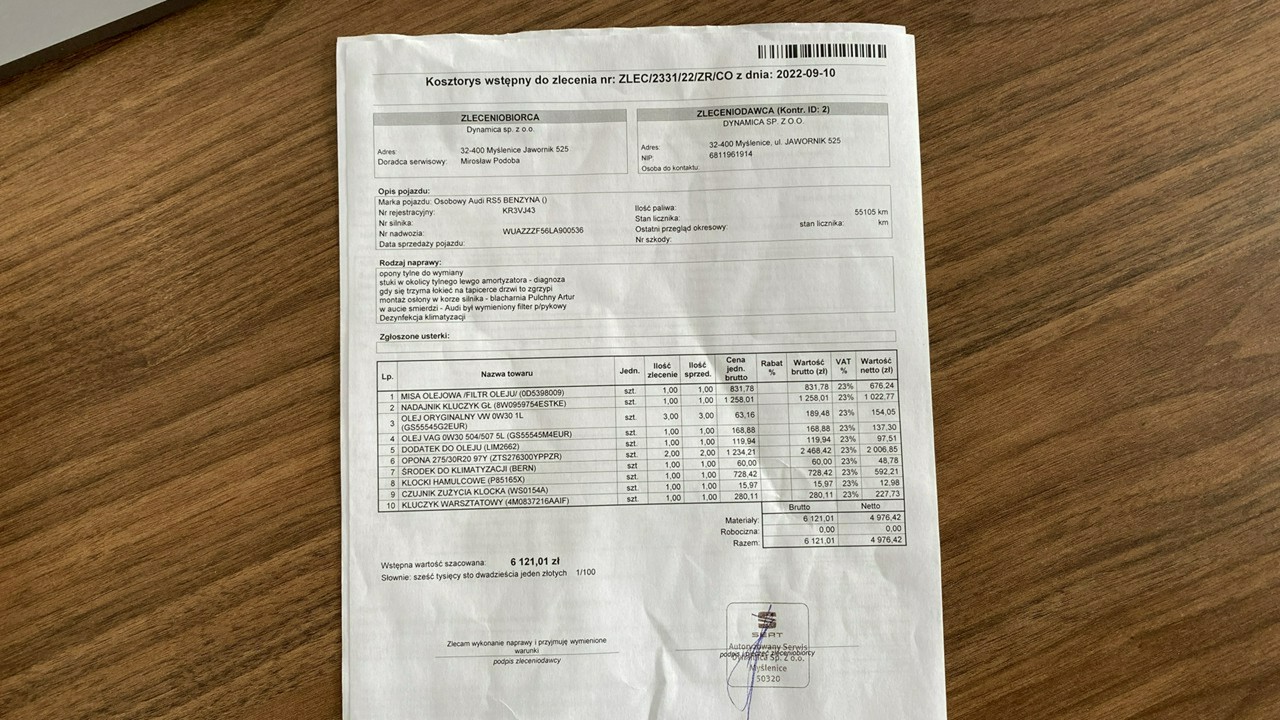 Kosztorys wstępny do zlecenia nr: ZLEC/2331/22/ZR/CO z dnia: 2022-09-10
ZLECENIOBIORCA
Dynamica sp. z o.o.
Adres 32-400 Myślenice Jawornik 525
Doradca serwisowy: Mirosław Podoba
ZLECENIODAWCA (Kontr. ID: 2)
DYNAMICA SP. Z O.O.
Adres: 32-400 Myślenice, ul. JAWORNIK 525
NIP: 6811961914
Osoba do kontaktu:
Opis pojazdu:
Marka pojazdu: Osobowy Audi RS5 BENZYNA ()
Nr rejestracyjny: KR3VJ43
Nr silnika:
Nr nadwozia: WUAZZZF56LA900536
Data sprzedaży pojazdu:
Ilość paliwa:
Stan licznika: 55105 km
Ostatni przegląd okresowy: stan licznika: km
Nr szkody:
Rodzaj naprawy:
opony tylne do wymiany
stuki w okolicy tylnego lewgo amortyzatora - diagnoza
gdy się trzyma łokieć na tapicerce drzwi to zgrzypi
montaz osłony w korze silnika - blacharnia Pulchny Artur
w aucie smierdzi - Audi był wymieniony filter p/pykowy
Dezynfekcja klimatyzacji
Zgłoszone usterki:
Lp. Nazwa towaru Jedn. Ilość zlecenie Ilość sprzed. Cena jedn. brutto Rabat % Wartość brutto (zł) VAT % Wartość netto (zł)
1 MISA OLEJOWA /FILTR OLEJU/ (0D5398009) szt. 1,00 1,00 831,78 831,78 23% 676,24
2 NADAJNIK KLUCZYK GŁ (8W0959754ESTKE) szt. 1,00 1,00 1 258,01 1 258,01 23% 1 022,77
3 OLEJ ORYGINALNY VW 0W30 1L (GS55545G2EUR) szt. 3,00 3,00 63,16 189,48 23% 154,05
4 OLEJ VAG 0W30 504/507 5L (GS55545M4EUR) szt. 1,00 1,00 168,88 168,88 23% 137,30
5 DODATEK DO OLEJU (LIM2662) szt. 1,00 1,00 119,94 119,94 23% 97,51
6 OPONA 275/30R20 97Y (ZTS276300YPPZR) szt. 2,00 2,00 1 234,21 2 468,42 23% 2 006,85
7 ŚRODEK DO KLIMATYZACJI (BERN) szt. 1,00 1,00 60,00 60,00 23% 48,78
8 KLOCKI HAMULCOWE (P85165X) szt. 1,00 1,00 728,42 728,42 23% 592,21
9 CZUJNIK ZUŻYCIA KLOCKA (WS0154A) szt. 1,00 1,00 15,97 15,97 23% 12,98
10 KLUCZYK WARSZTATOWY (4M0837216AAIF) szt. 1,00 1,00 280,11 280,11 23% 227,73
Brutto Netto
Materiały: 6 121,01 4 976,42
Robocizna: 0,00 0,00
Razem: 6 121,01 4 976,42
Wstępna wartość szacowana: 6 121,01 zł
Słownie: sześć tysięcy sto dwadzieścia jeden złotych 1/100
Zlecam wykonanie naprawy i przyjmuję wymienione
warunki
podpis zleceniodawcy
SEAT
Autoryzowany Serwis
podpis i pieczęć zleceniobiorcy
Dynamica Sp. z o.o.
Myślenice
50320